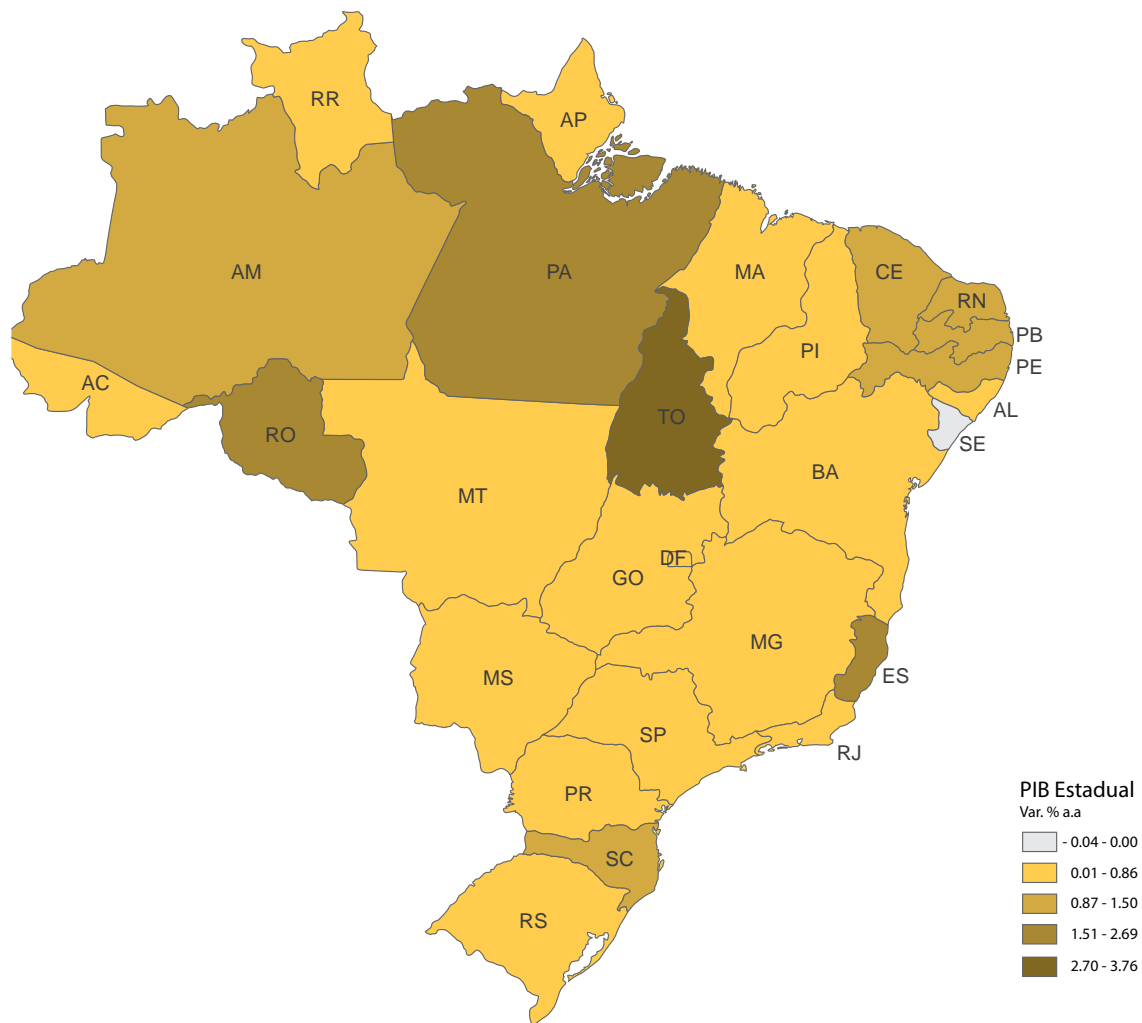 RR
AP
AM
PA
MA
CE
RN
PB
PI
PE
AC
AL
TO
RO
SE
BA
MT
DF
GO
MG
MS
ES
SP
RJ
PR
SC
RS
PIB Estadual
Var. % a.a
- 0.04 - 0.00
0.01 - 0.86
0.87 - 1.50
1.51 - 2.69
2.70 - 3.76